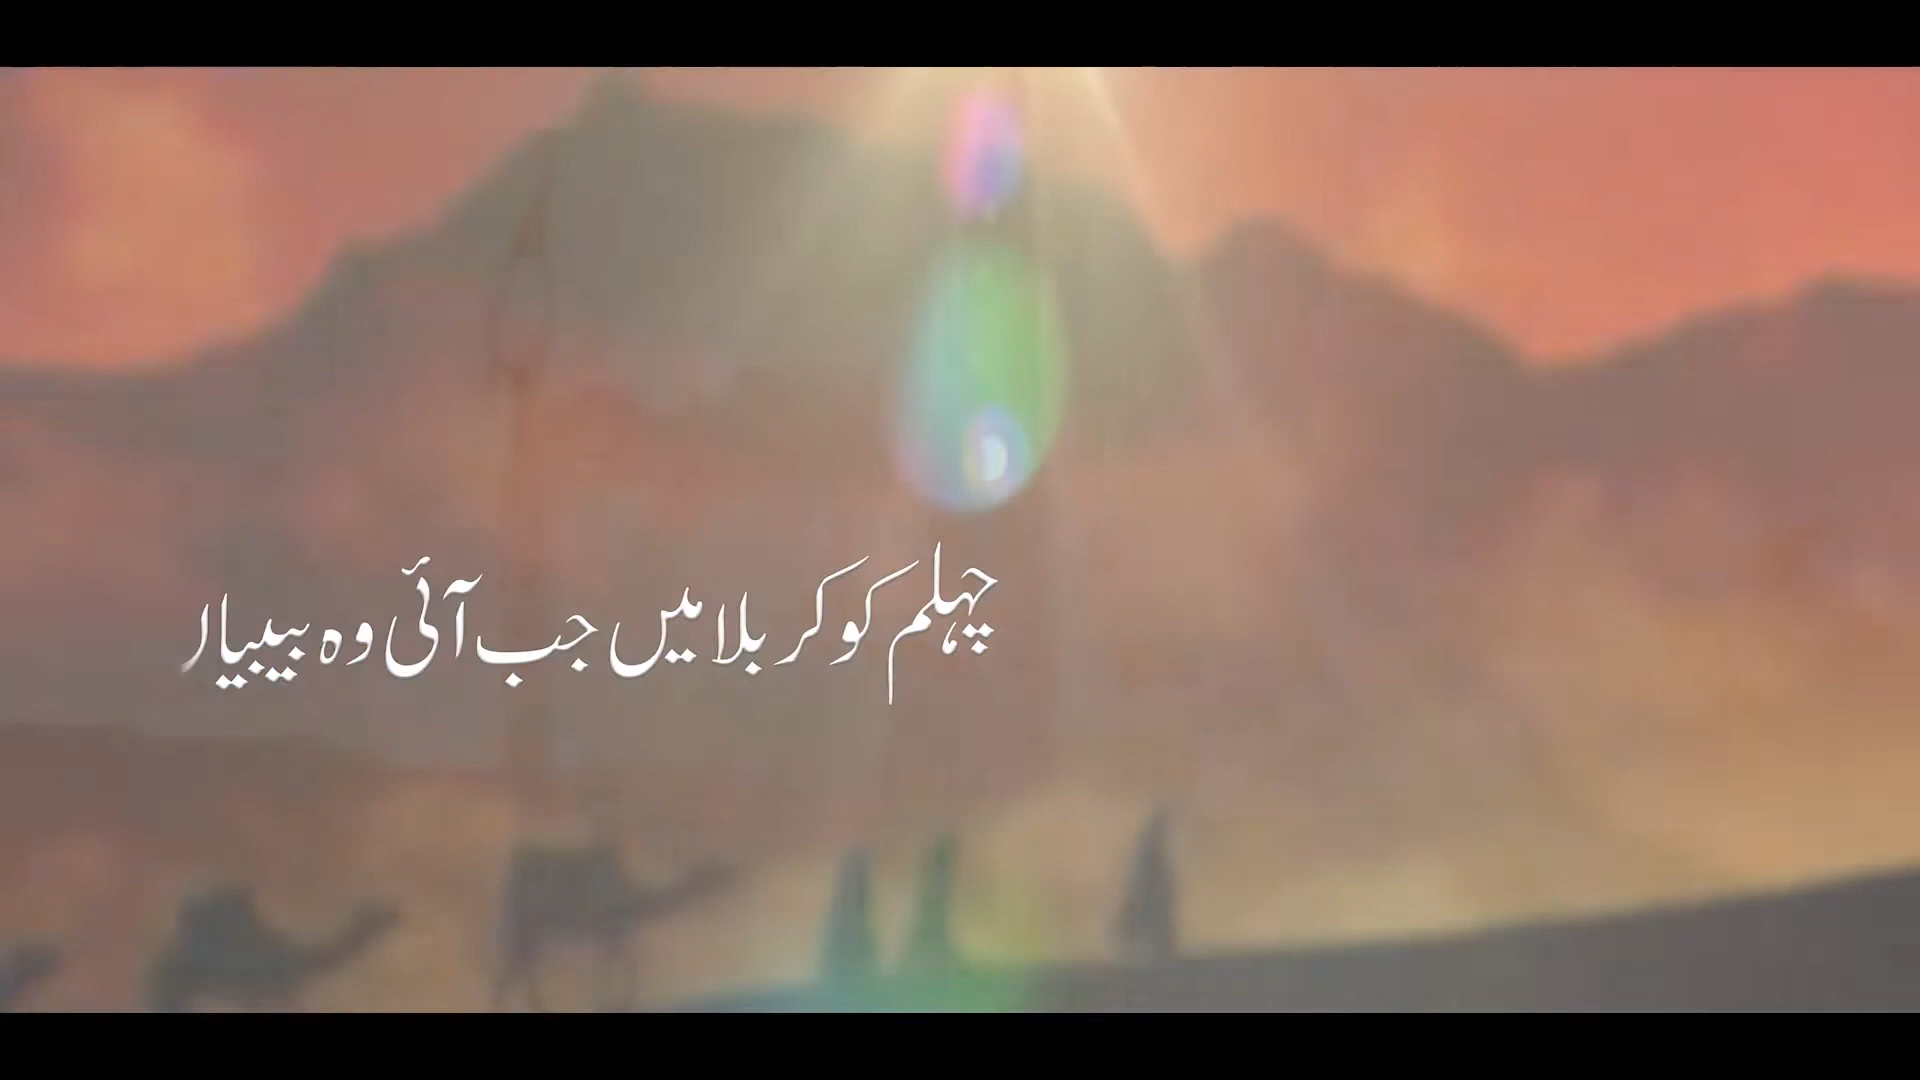 چہلم کو کربلا میں جب آئی وہ بیبیاں